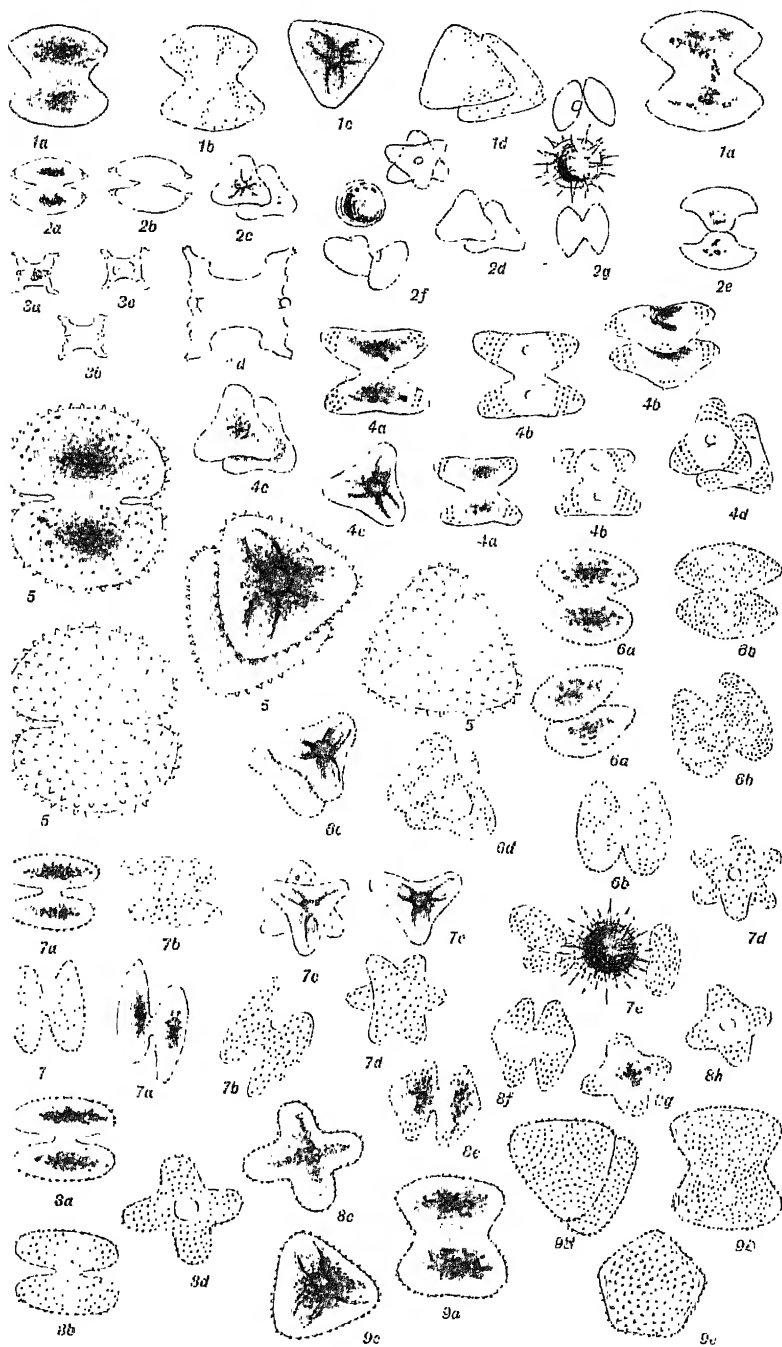 1a 1b 1c 1d 1a
2a 2b 2c 2f 2d 2g 2e
3a 3c
3b d
4a 4b 4b
4c 4c 4a 4b 4d
5 5 5 6a 6b
6a 6b
5 6c 6d 6b
7a 7b 7c 7c 7e 7d
7 7a 7b 7d 8f 8g 8h
8a 8d 8c 8e
8b 9c 9a 9d 9b 9e